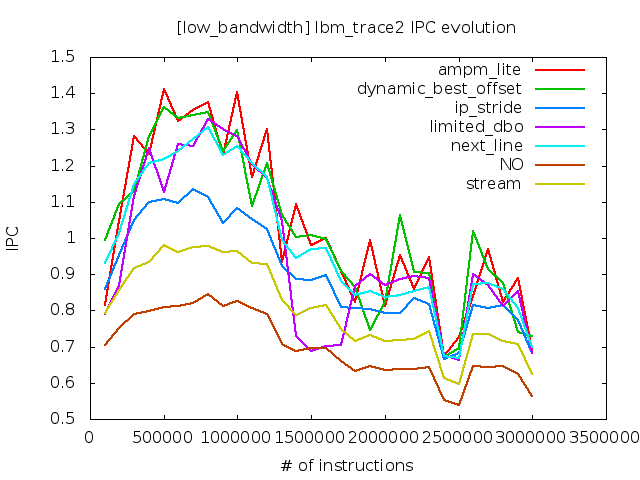 [low_bandwidth] lbm_trace2 IPC evolution
1.5
1.4
1.3
1.2
1.1
1
0.9
0.8
0.7
0.6
0.5
IPC
ampm_lite
dynamic_best_offset
ip_stride
limited_dbo
next_line
NO
stream
0 500000 1000000 1500000 2000000 2500000 3000000 3500000
# of instructions